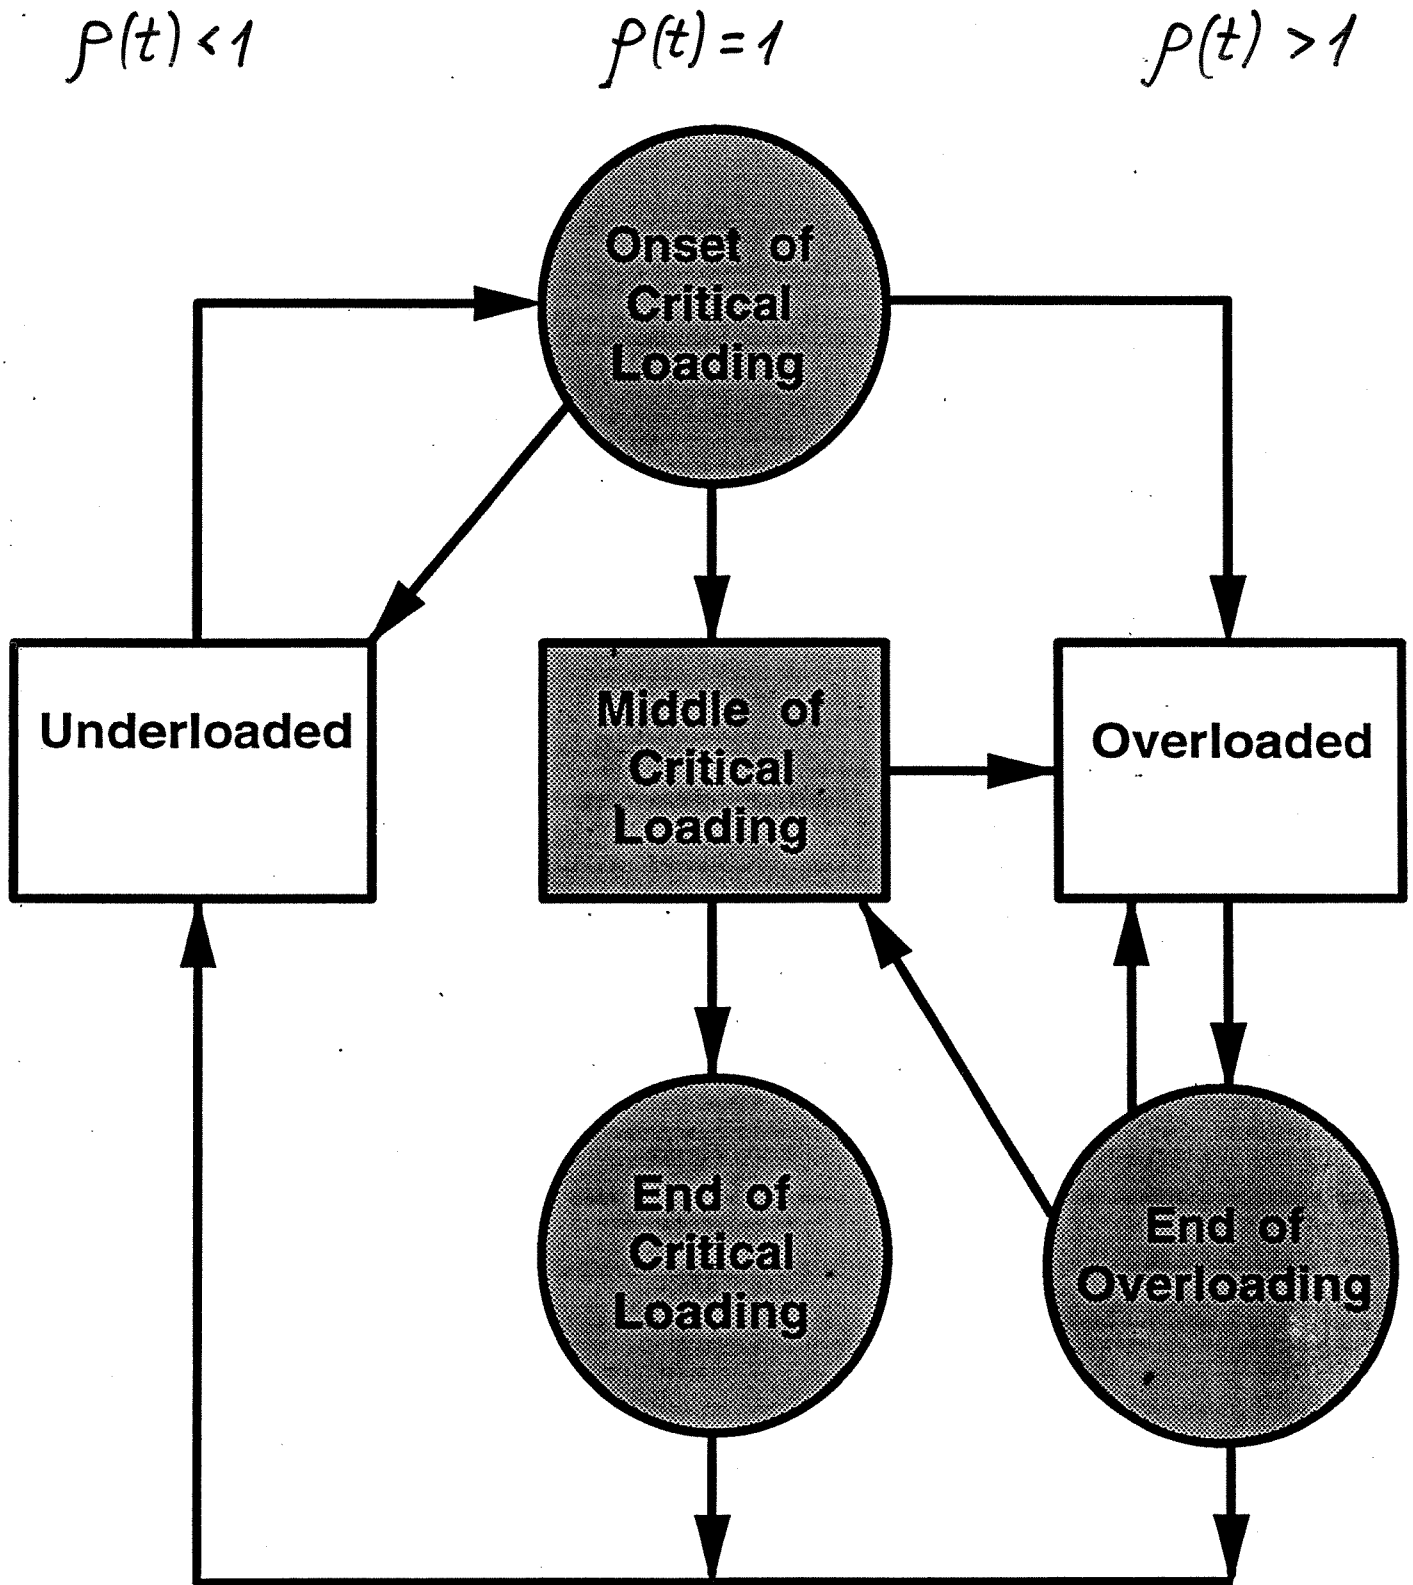 ρ(t) < 1
ρ(t) = 1
ρ(t) > 1
Onset of
Critical
Loading
Underloaded
Middle of
Critical
Loading
Overloaded
End of
Critical
Loading
End of
Overloading